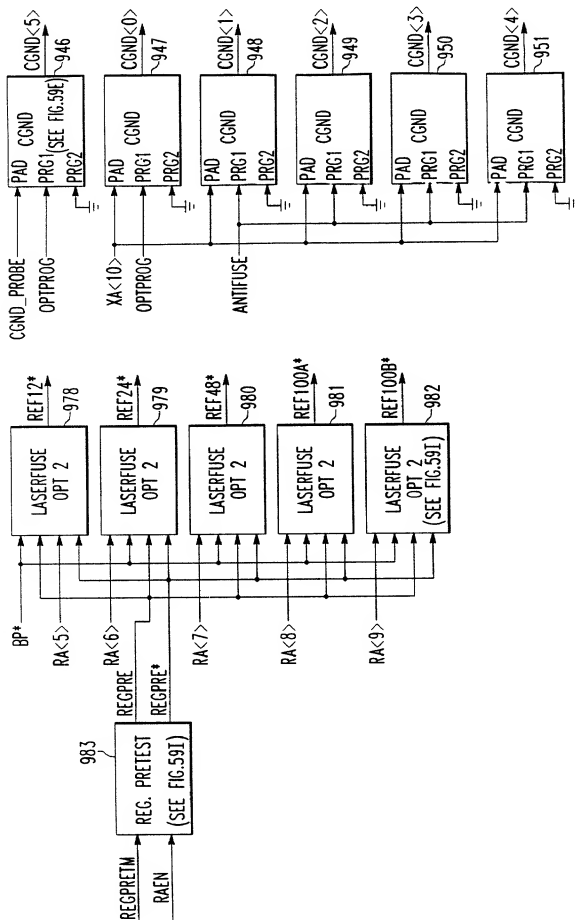 REGPRETM
RAEN
983
REG. PRETEST
(SEE FIG.59I)
REGPRE
REGPRE*
BP*
RA<5>
RA<6>
RA<7>
RA<8>
RA<9>
LASERFUSE
OPT 2
REF12*
978
LASERFUSE
OPT 2
REF24*
979
LASERFUSE
OPT 2
REF48*
980
LASERFUSE
OPT 2
REF100A*
981
LASERFUSE
OPT 2
(SEE FIG.59I)
REF100B*
982
CGND_PROBE
OPTPROG
PAD
CGND
PRG1
(SEE FIG.59E)
PRG2
CGND<5>
946
XA<10>
OPTPROG
PAD
CGND
PRG1
PRG2
CGND<0>
947
ANTIFUSE
PAD
CGND
PRG1
PRG2
CGND<1>
948
PAD
CGND
PRG1
PRG2
CGND<2>
949
PAD
CGND
PRG1
PRG2
CGND<3>
950
PAD
CGND
PRG1
PRG2
CGND<4>
951